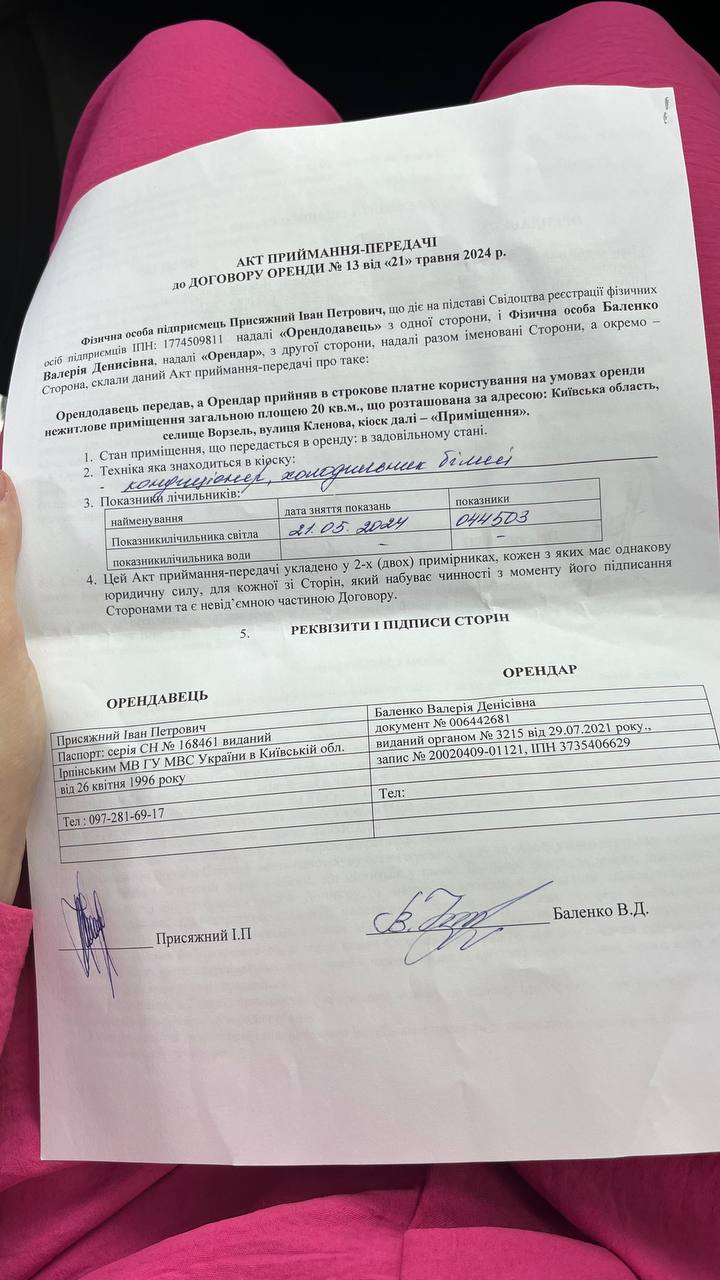 АКТ ПРИЙМАННЯ-ПЕРЕДАЧІ
до ДОГОВОРУ ОРЕНДИ № 13 від «21» травня 2024 р.
Фізична особа підприємець Присяжний Іван Петрович, що діє на підставі Свідоцтва реєстрації фізичних
осіб підприємців ІПН: 1774509811 надалі «Орендодавець» з одної сторони, і Фізична особа Баленко
Валерія Денисівна, надалі «Орендар», з другої сторони, надалі разом іменовані Сторони, а окремо –
Сторона, склали даний Акт приймання-передачі про таке:
Орендодавець передав, а Орендар прийняв в строкове платне користування на умовах оренди
нежитлове приміщення загальною площею 20 кв.м., що розташована за адресою: Київська область,
селище Ворзель, вулиця Кленова, кіоск далі – «Приміщення».
1. Стан приміщення, що передається в оренду: в задовільному стані.
2. Техніка яка знаходиться в кіоску:
- кондиціонер, холодильник білий
3. Показники лічильників:
найменування дата зняття показань показники
Показникилічильника світла 21.05.2024 044503
показникилічильника води – –
4. Цей Акт приймання-передачі укладено у 2-х (двох) примірниках, кожен з яких має однакову
юридичну силу, для кожної зі Сторін, який набуває чинності з моменту його підписання
Сторонами та є невід’ємною частиною Договору.
5. РЕКВІЗИТИ І ПІДПИСИ СТОРІН
ОРЕНДАВЕЦЬ ОРЕНДАР
Присяжний Іван Петрович Баленко Валерія Денісівна
Паспорт: серія СН № 168461 виданий документ № 006442681
Ірпінським МВ ГУ МВС України в Київській обл. виданий органом № 3215 від 29.07.2021 року.,
від 26 квітня 1996 року запис № 20020409-01121, ІПН 3735406629
Тел : 097-281-69-17 Тел:
Присяжний І.П Баленко В.Д.